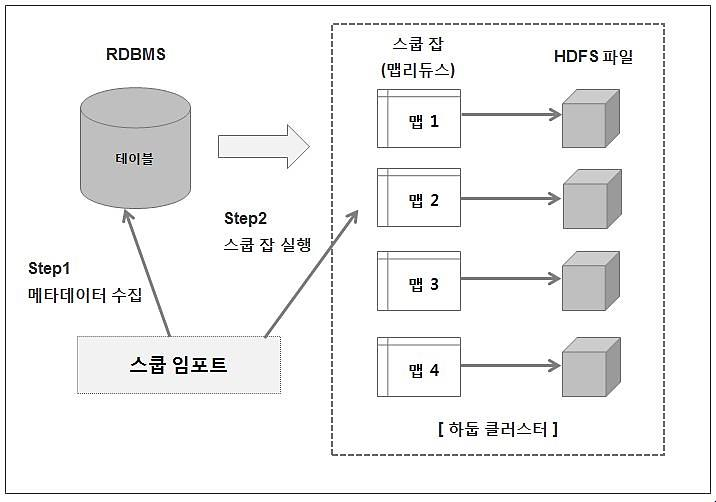 RDBMS
테이블
Step1
메타데이터 수집
스쿱 임포트
Step2
스쿱 잡 실행
스쿱 잡
(맵리듀스)
HDFS 파일
맵 1
맵 2
맵 3
맵 4
[ 하둡 클러스터 ]